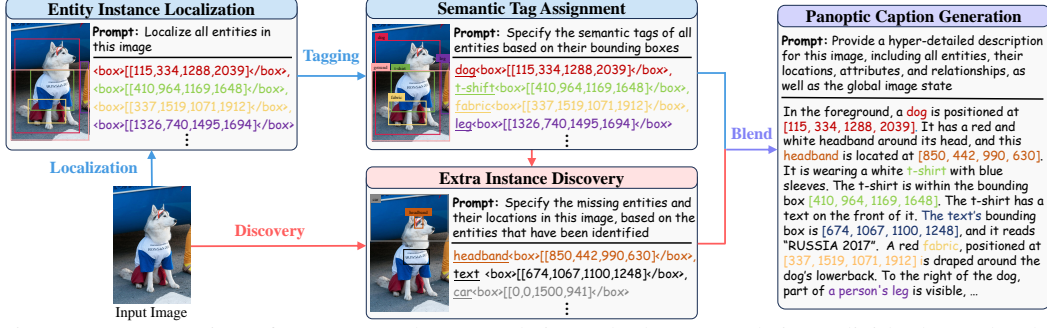 Entity Instance Localization
Prompt: Localize all entities in
this image
<box>[[115,334,1288,2039]</box>,
<box>[[410,964,1169,1648]</box>,
<box>[[337,1519,1071,1912]</box>,
<box>[[1326,740,1495,1694]</box>
⋮
Tagging
Localization
Input Image
Discovery
Semantic Tag Assignment
Prompt: Specify the semantic tags of all
entities based on their bounding boxes
dog<box>[[115,334,1288,2039]</box>,
t-shift<box>[[410,964,1169,1648]</box>,
fabric<box>[[337,1519,1071,1912]</box>,
leg<box>[[1326,740,1495,1694]</box>
⋮
Extra Instance Discovery
headband
Prompt: Specify the missing entities and
their locations in this image, based on the
entities that have been identified
headband<box>[[850,442,990,630]</box>,
text <box>[[674,1067,1100,1248]</box>,
car<box>[[0,0,1500,941]</box>
⋮
Blend
Panoptic Caption Generation
Prompt: Provide a hyper-detailed description
for this image, including all entities, their
locations, attributes, and relationships, as
well as the global image state
In the foreground, a dog is positioned at
[115, 334, 1288, 2039]. It has a red and
white headband around its head, and this
headband is located at [850, 442, 990, 630].
It is wearing a white t-shirt with blue
sleeves. The t-shirt is within the bounding
box [410, 964, 1169, 1648]. The t-shirt has a
text on the front of it. The text's bounding
box is [674, 1067, 1100, 1248], and it reads
"RUSSIA 2017". A red fabric, positioned at
[337, 1519, 1071, 1912] is draped around the
dog's lowerback. To the right of the dog,
part of a person's leg is visible, …